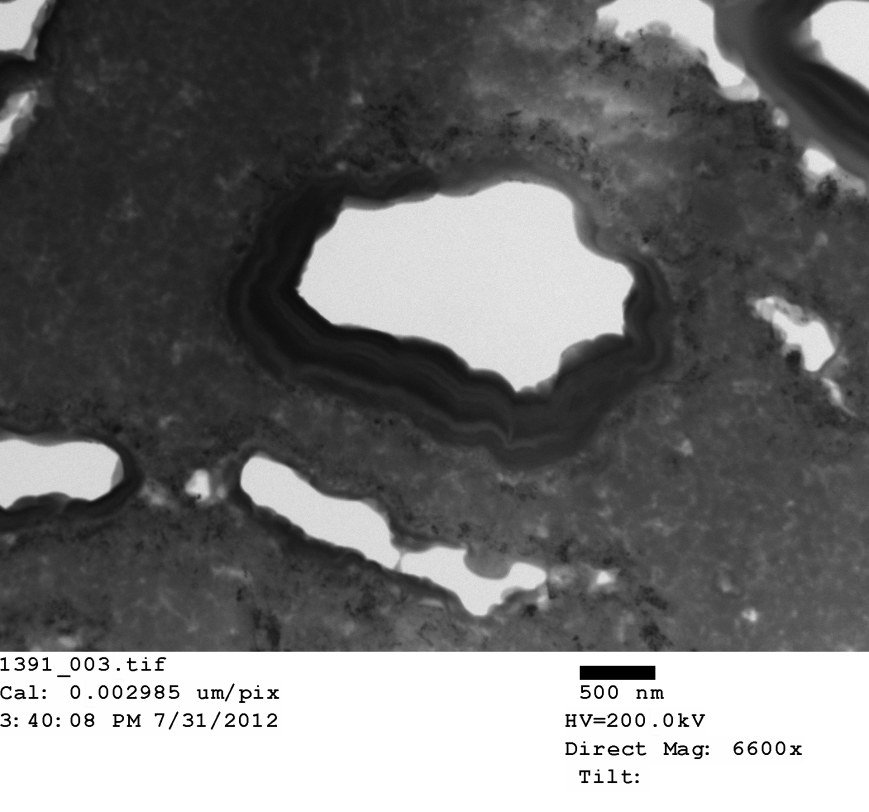 1391_003.tif
Cal: 0.002985 um/pix
3:40:08 PM 7/31/2012
500 nm
HV=200.0kV
Direct Mag: 6600x
Tilt: